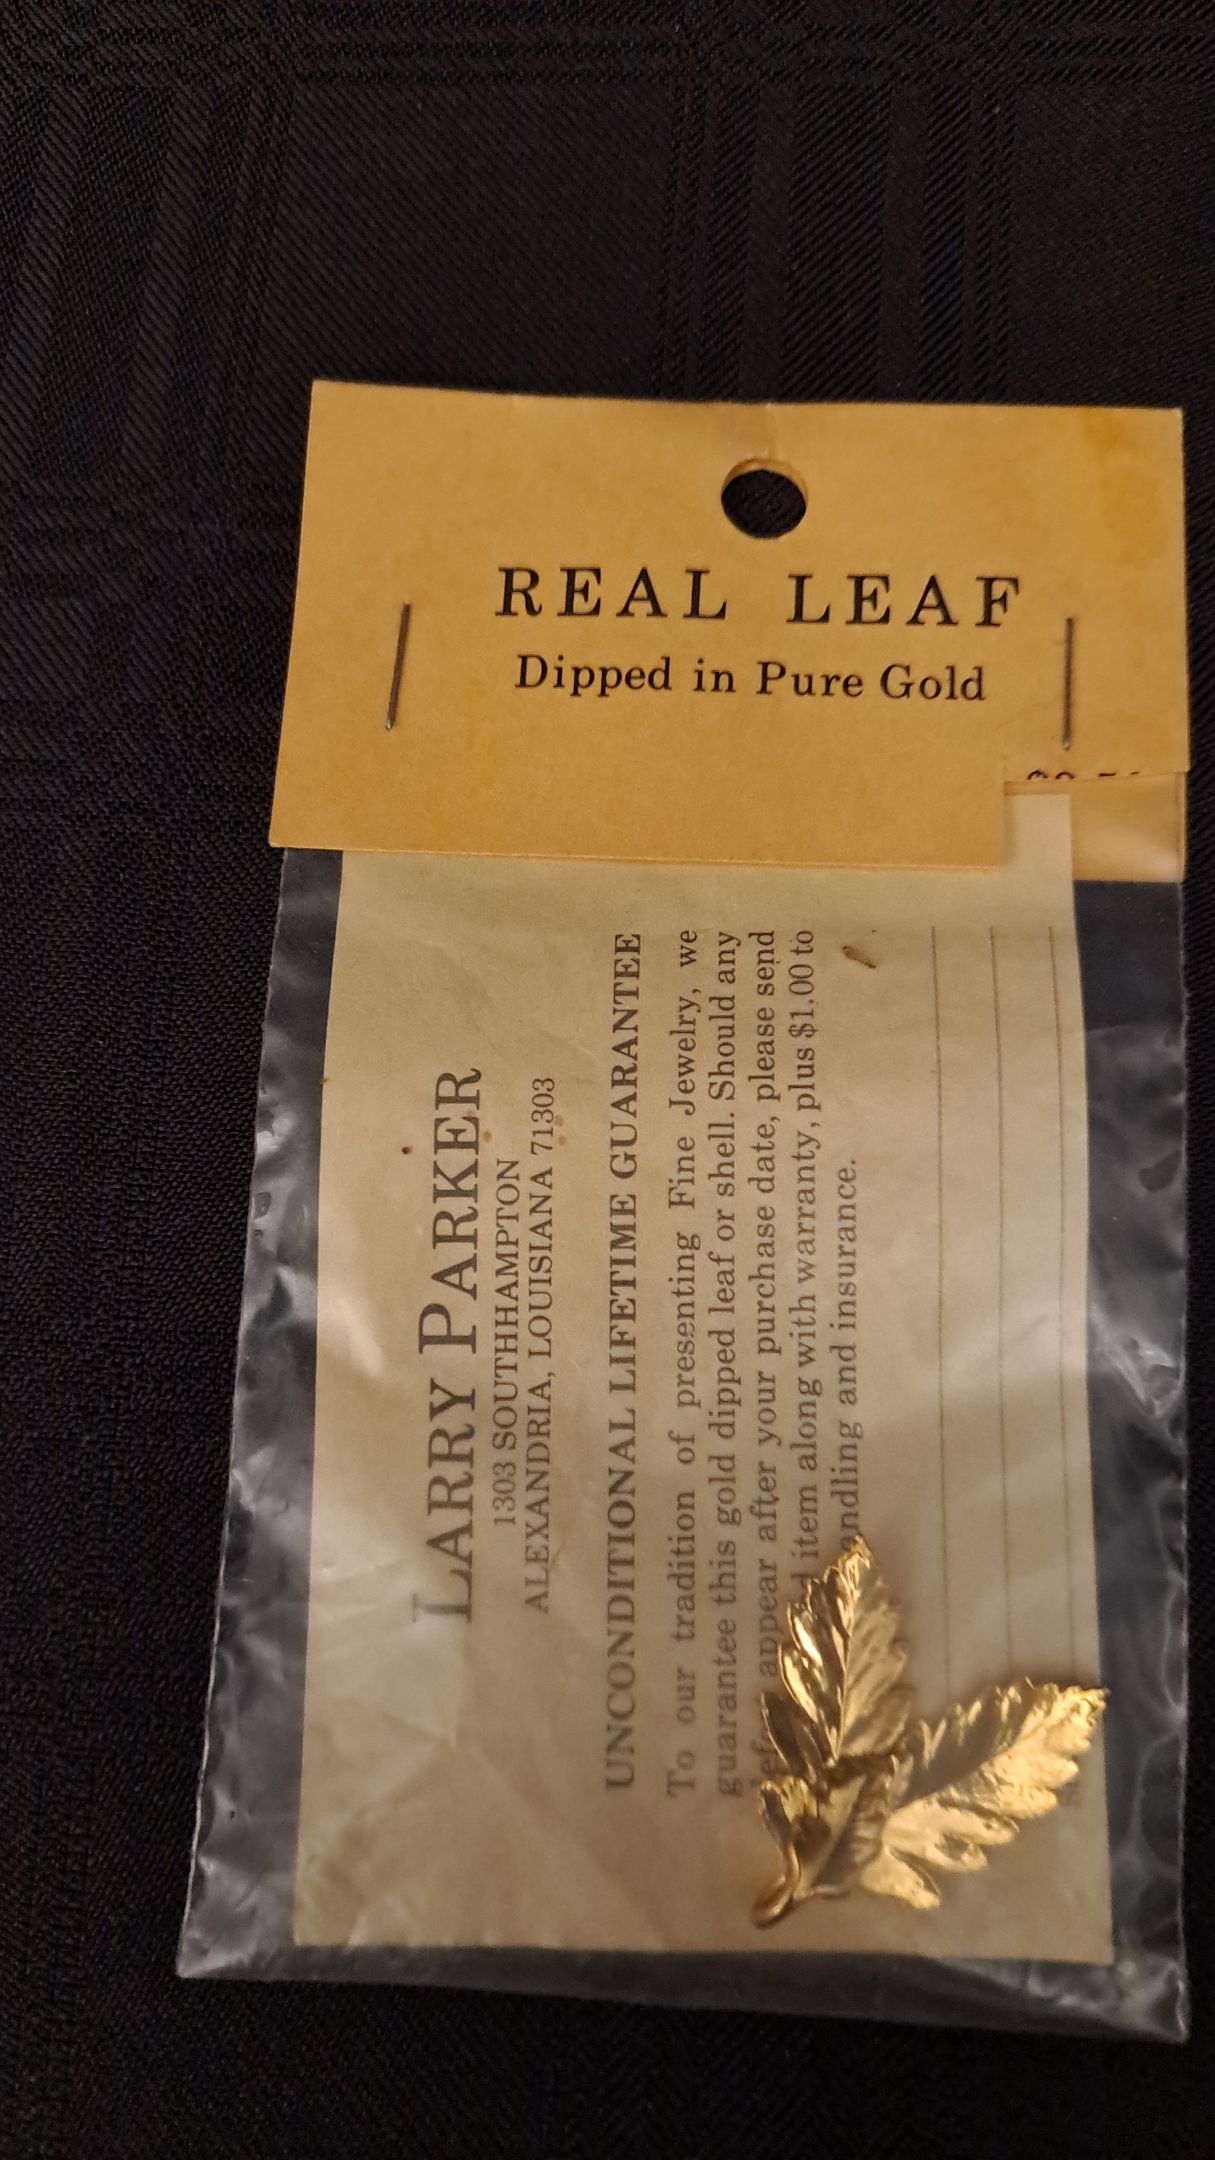 REAL LEAF
Dipped in Pure Gold
LARRY PARKER
1303 SOUTHHAMPTON
ALEXANDRIA, LOUISIANA 71303
UNCONDITIONAL LIFETIME GUARANTEE
To our tradition of presenting Fine Jewelry, we
guarantee this gold dipped leaf or shell. Should any
appear after your purchase date, please send
item along with warranty, plus $1.00 to
and insurance.